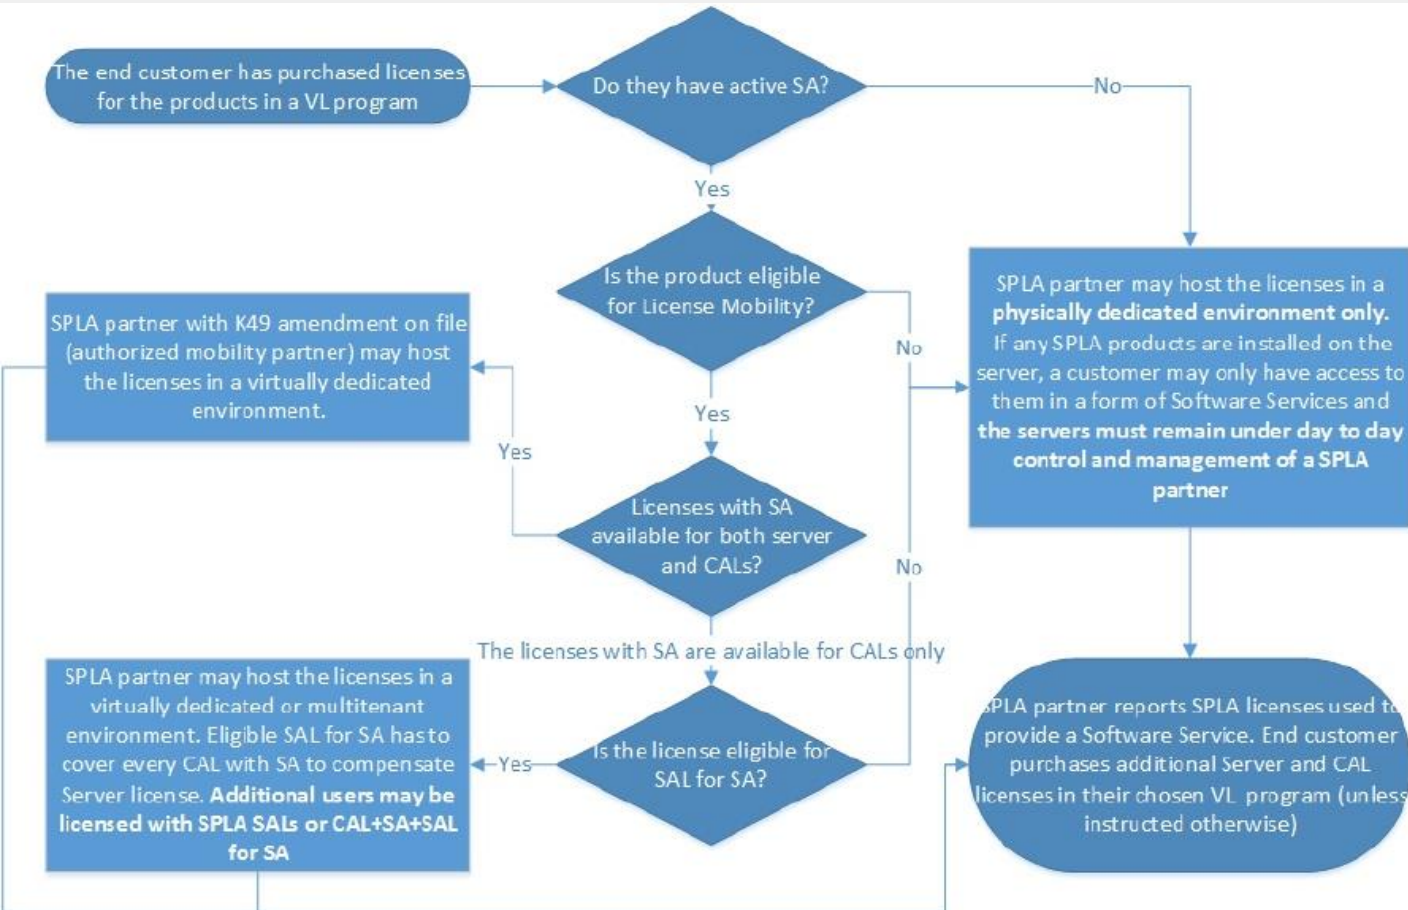 The end customer has purchased licenses
for the products in a VL program
Do they have active SA?
No
Yes
Is the product eligible
for License Mobility?
No
Yes
SPLA partner may host the licenses in a
physically dedicated environment only.
If any SPLA products are installed on the
server, a customer may only have access to
them in a form of Software Services and
the servers must remain under day to day
control and management of a SPLA
partner
SPLA partner with K49 amendment on file
(authorized mobility partner) may host
the licenses in a virtually dedicated
environment.
Yes
Licenses with SA
available for both server
and CALs?
No
The licenses with SA are available for CALs only
SPLA partner may host the licenses in a
virtually dedicated or multitenant
environment. Eligible SAL for SA has to
cover every CAL with SA to compensate
Server license. Additional users may be
licensed with SPLA SALs or CAL+SA+SAL
for SA
Yes
Is the license eligible for
SAL for SA?
SPLA partner reports SPLA licenses used to
provide a Software Service. End customer
purchases additional Server and CAL
licenses in their chosen VL program (unless
instructed otherwise)